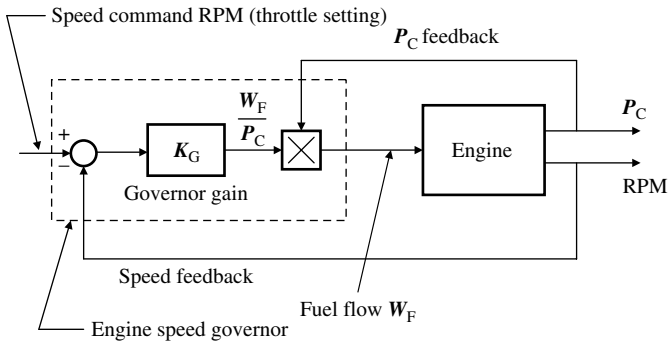 Speed command RPM (throttle setting)
P_C feedback
W_F
P_C
P_C
+
−
K_G
Engine
RPM
Governor gain
Speed feedback
Fuel flow W_F
Engine speed governor